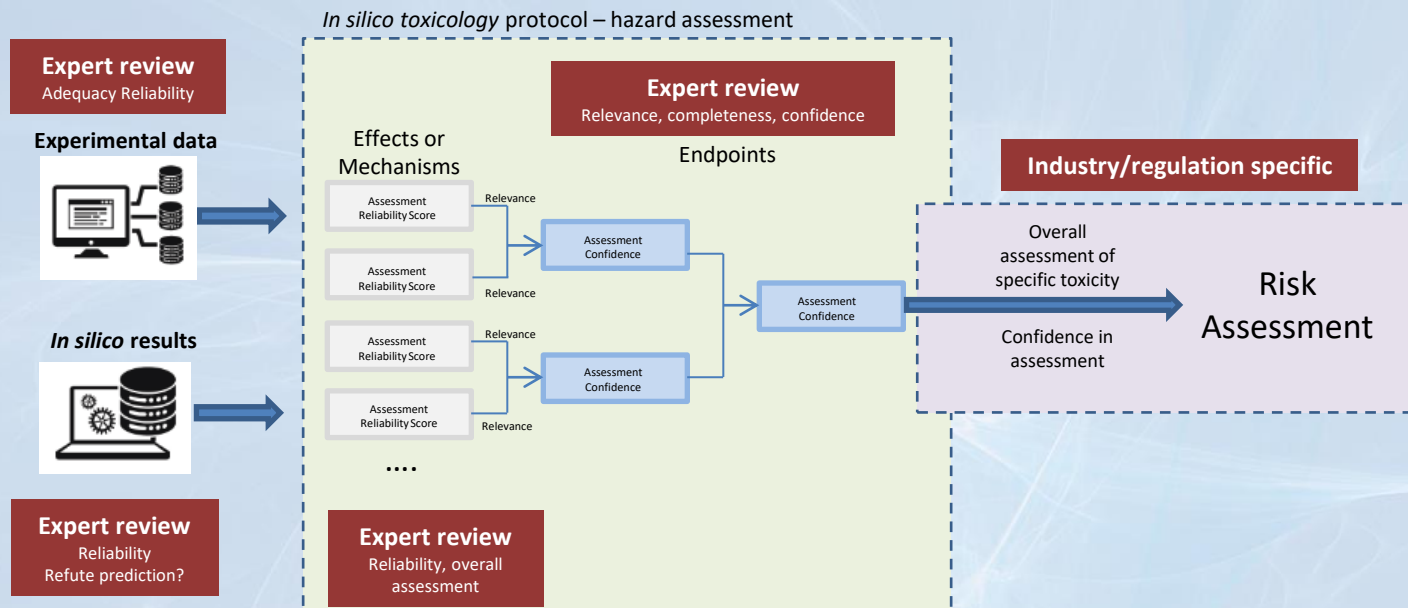 In silico toxicology protocol – hazard assessment
Expert review
Adequacy Reliability
Experimental data
In silico results
Expert review
Reliability
Refute prediction?
Expert review
Relevance, completeness, confidence
Effects or
Mechanisms
Endpoints
Assessment
Reliability Score
Relevance
Assessment
Reliability Score
Relevance
Assessment
Reliability Score
Relevance
Assessment
Reliability Score
Relevance
....
Assessment
Confidence
Assessment
Confidence
Assessment
Confidence
Expert review
Reliability, overall
assessment
Industry/regulation specific
Overall
assessment of
specific toxicity
Confidence in
assessment
Risk
Assessment